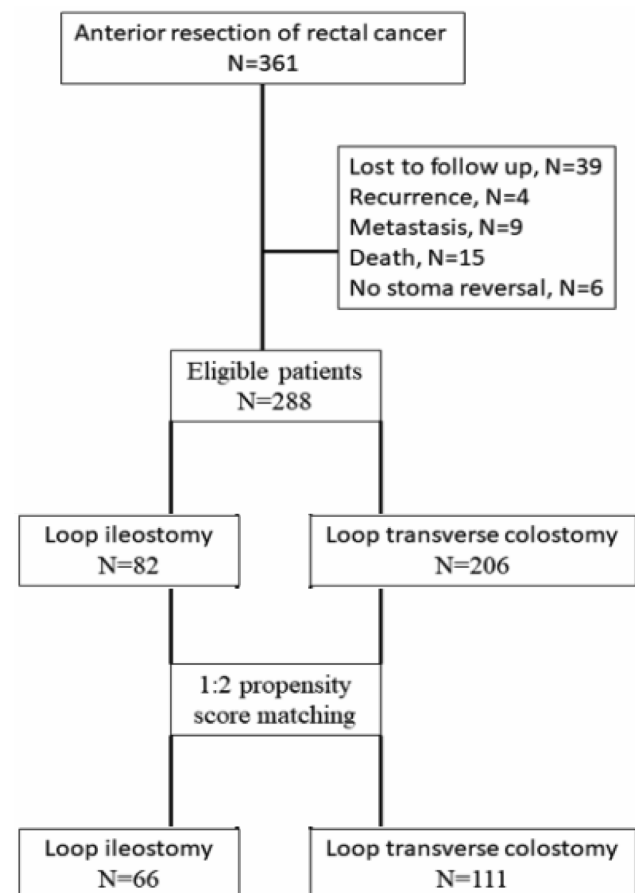 Anterior resection of rectal cancer
N=361
Lost to follow up, N=39
Recurrence, N=4
Metastasis, N=9
Death, N=15
No stoma reversal, N=6
Eligible patients
N=288
Loop ileostomy
N=82
Loop transverse colostomy
N=206
1:2 propensity
score matching
Loop ileostomy
N=66
Loop transverse colostomy
N=111